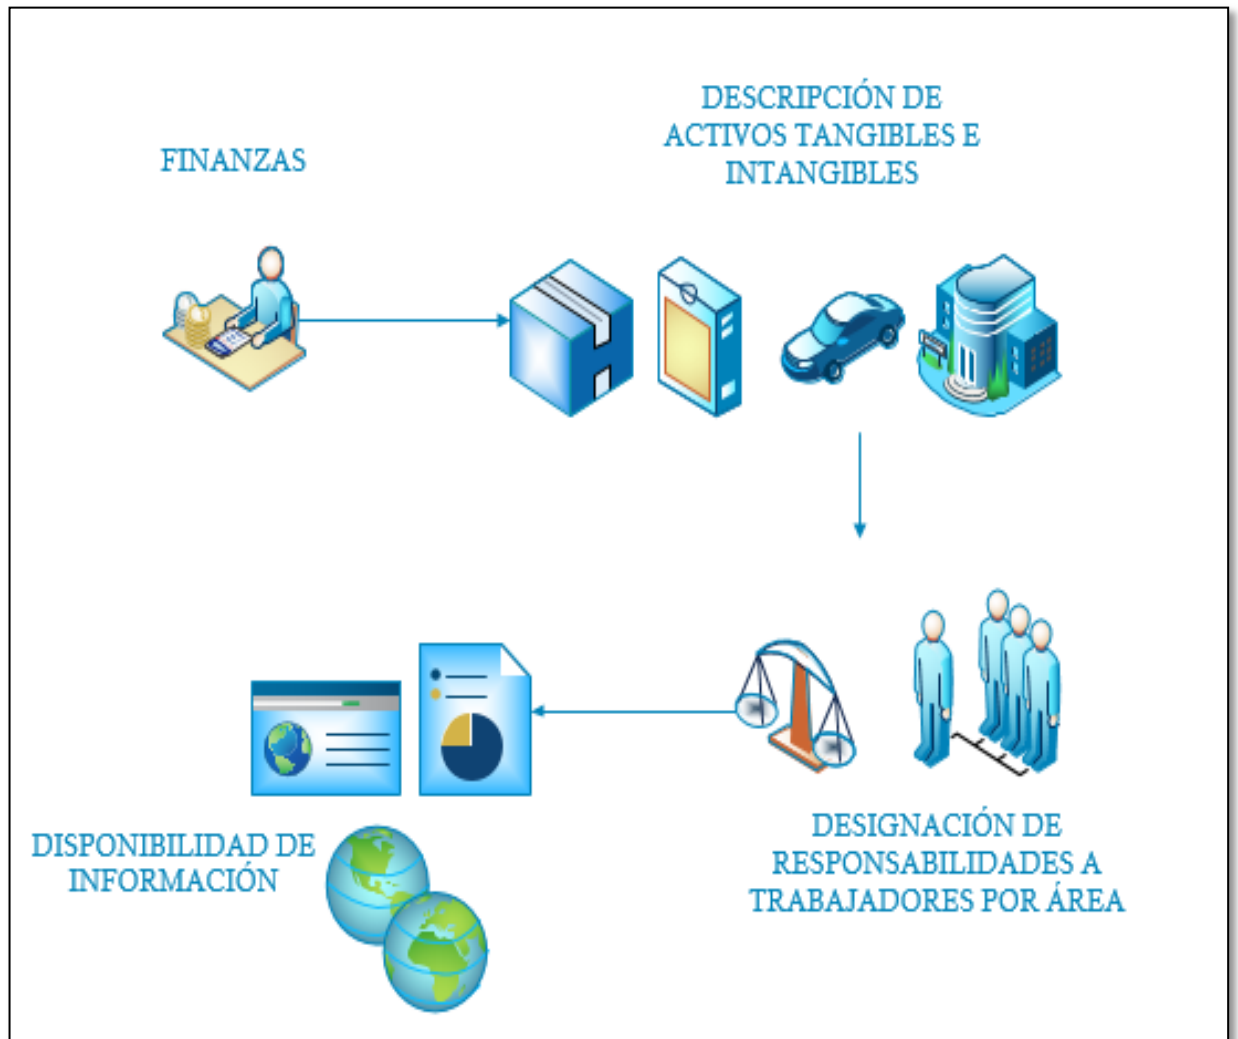 FINANZAS
DESCRIPCIÓN DE
ACTIVOS TANGIBLES E
INTANGIBLES
DESIGNACIÓN DE
RESPONSABILIDADES A
TRABAJADORES POR ÁREA
DISPONIBILIDAD DE
INFORMACIÓN